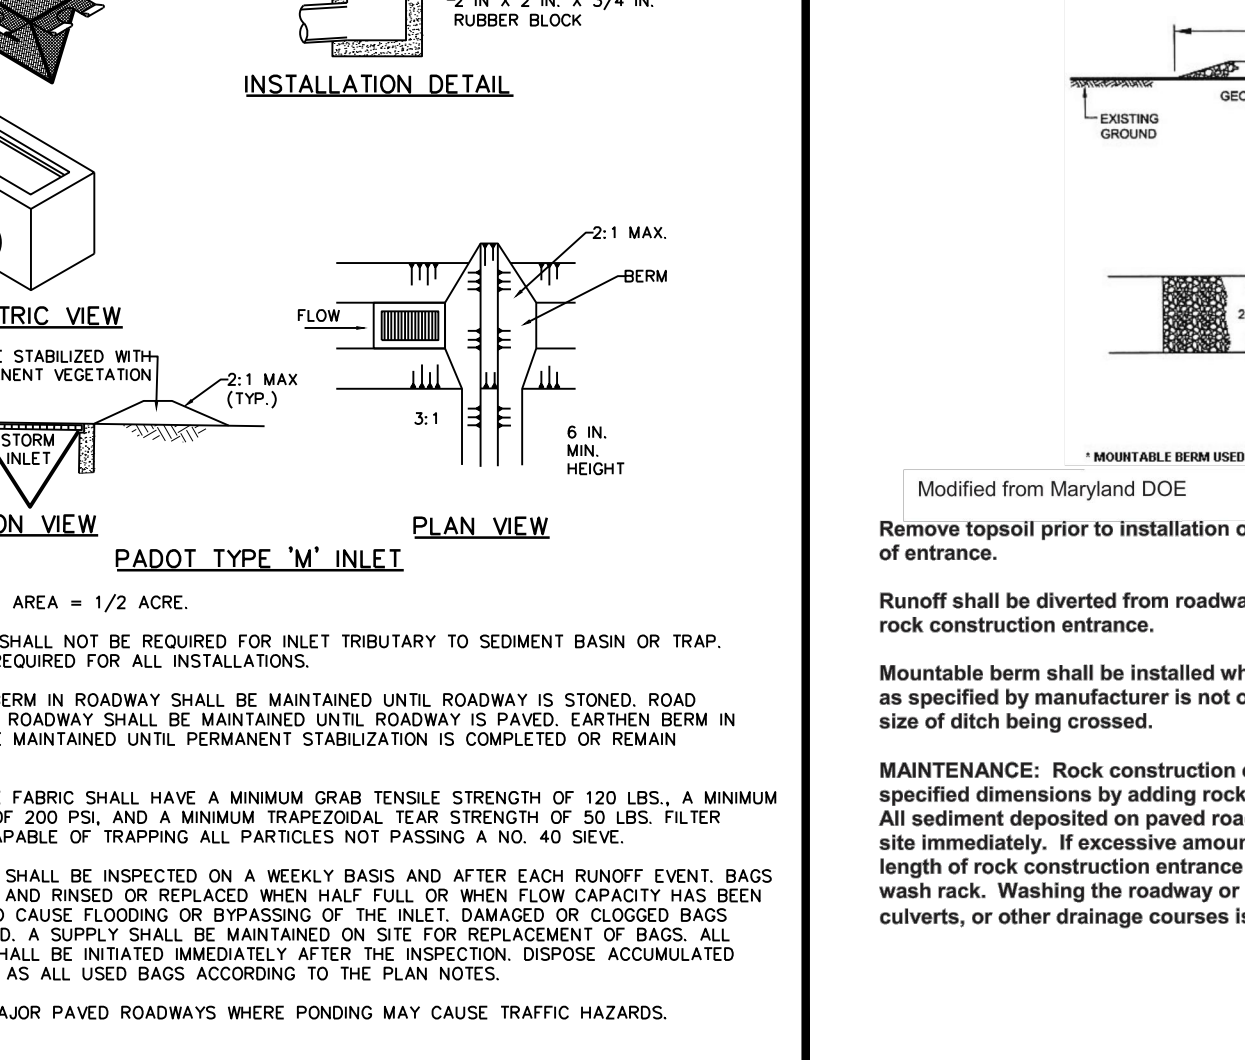 2 IN X 2 IN. X 3/4 IN.
RUBBER BLOCK
INSTALLATION DETAIL
TRIC VIEW
2:1 MAX.
BERM
FLOW
E STABILIZED WITH
NENT VEGETATION
2:1 MAX
(TYP.)
STORM
INLET
3:1
6 IN.
MIN.
HEIGHT
ON VIEW
PLAN VIEW
PADOT TYPE 'M' INLET
AREA = 1/2 ACRE.
SHALL NOT BE REQUIRED FOR INLET TRIBUTARY TO SEDIMENT BASIN OR TRAP.
REQUIRED FOR ALL INSTALLATIONS.
BERM IN ROADWAY SHALL BE MAINTAINED UNTIL ROADWAY IS STONED. ROAD
ROADWAY SHALL BE MAINTAINED UNTIL ROADWAY IS PAVED. EARTHEN BERM IN
E MAINTAINED UNTIL PERMANENT STABILIZATION IS COMPLETED OR REMAIN
E FABRIC SHALL HAVE A MINIMUM GRAB TENSILE STRENGTH OF 120 LBS., A MINIMUM
OF 200 PSI, AND A MINIMUM TRAPEZOIDAL TEAR STRENGTH OF 50 LBS. FILTER
APABLE OF TRAPPING ALL PARTICLES NOT PASSING A NO. 40 SIEVE.
SHALL BE INSPECTED ON A WEEKLY BASIS AND AFTER EACH RUNOFF EVENT. BAGS
AND RINSED OR REPLACED WHEN HALF FULL OR WHEN FLOW CAPACITY HAS BEEN
O CAUSE FLOODING OR BYPASSING OF THE INLET. DAMAGED OR CLOGGED BAGS
D. A SUPPLY SHALL BE MAINTAINED ON SITE FOR REPLACEMENT OF BAGS. ALL
HALL BE INITIATED IMMEDIATELY AFTER THE INSPECTION. DISPOSE ACCUMULATED
AS ALL USED BAGS ACCORDING TO THE PLAN NOTES.
AJOR PAVED ROADWAYS WHERE PONDING MAY CAUSE TRAFFIC HAZARDS.
GEO
EXISTING
GROUND
2
* MOUNTABLE BERM USED
Modified from Maryland DOE
Remove topsoil prior to installation o
of entrance.
Runoff shall be diverted from roadwa
rock construction entrance.
Mountable berm shall be installed wh
as specified by manufacturer is not o
size of ditch being crossed.
MAINTENANCE: Rock construction e
specified dimensions by adding rock
All sediment deposited on paved roa
site immediately. If excessive amour
length of rock construction entrance
wash rack. Washing the roadway or
culverts, or other drainage courses is